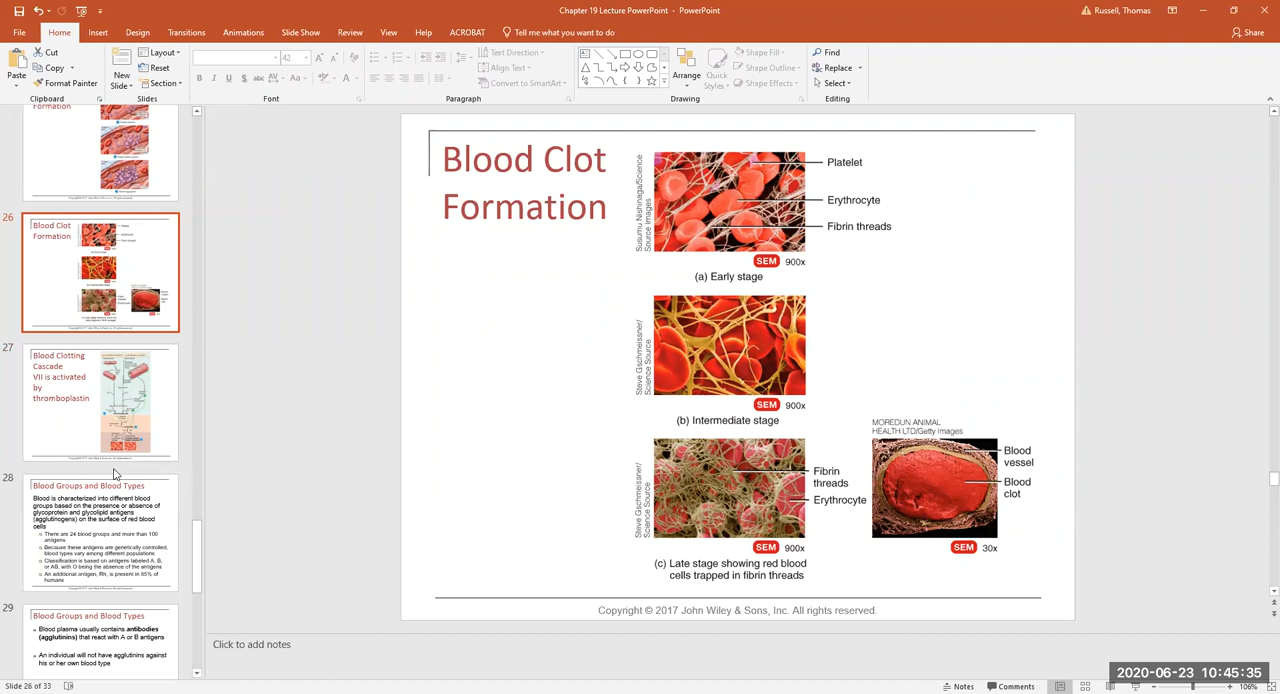 Chapter 19 Lecture PowerPoint - PowerPoint
Russell, Thomas
File Home Insert Design Transitions Animations Slide Show Review View Help ACROBAT Tell me what you want to do
Share
Paste
Cut
Copy
Format Painter
Clipboard
New
Slide
Layout
Reset
Section
Slides
42
B I U S abc AV Aa A
Font
Text Direction
Align Text
Convert to SmartArt
Paragraph
Arrange
Quick
Styles
Shape Fill
Shape Outline
Shape Effects
Drawing
Find
Replace
Select
Editing
Formation
26
Blood Clot
Formation
27
Blood Clotting
Cascade
VII is activated
by
thromboplastin
28
Blood Groups and Blood Types
Blood is characterized into different blood
groups based on the presence or absence of
glycoprotein and glycolipid antigens
(agglutinogens) on the surface of red blood
cells
There are 24 blood groups and more than 100
antigens
Because these antigens are genetically controlled,
blood types vary among different populations
Classification is based on antigens labeled A, B,
or AB, with O being the absence of the antigens
An additional antigen, Rh, is present in 85% of
humans
29
Blood Groups and Blood Types
Blood plasma usually contains antibodies
(agglutinins) that react with A or B antigens
An individual will not have agglutinins against
his or her own blood type
Blood Clot
Formation
Susumu Nishinaga/Science
Source Images
Platelet
Erythrocyte
Fibrin threads
SEM 900x
(a) Early stage
Steve Gschmeissner/
Science Source
SEM 900x
(b) Intermediate stage
Steve Gschmeissner/
Science Source
Fibrin
threads
Erythrocyte
SEM 900x
(c) Late stage showing red blood
cells trapped in fibrin threads
MOREDUN ANIMAL
HEALTH LTD/Getty Images
Blood
vessel
Blood
clot
SEM 30x
Copyright © 2017 John Wiley & Sons, Inc. All rights reserved.
Click to add notes
2020-06-23 10:45:35
Slide 26 of 33
Notes Comments 106%